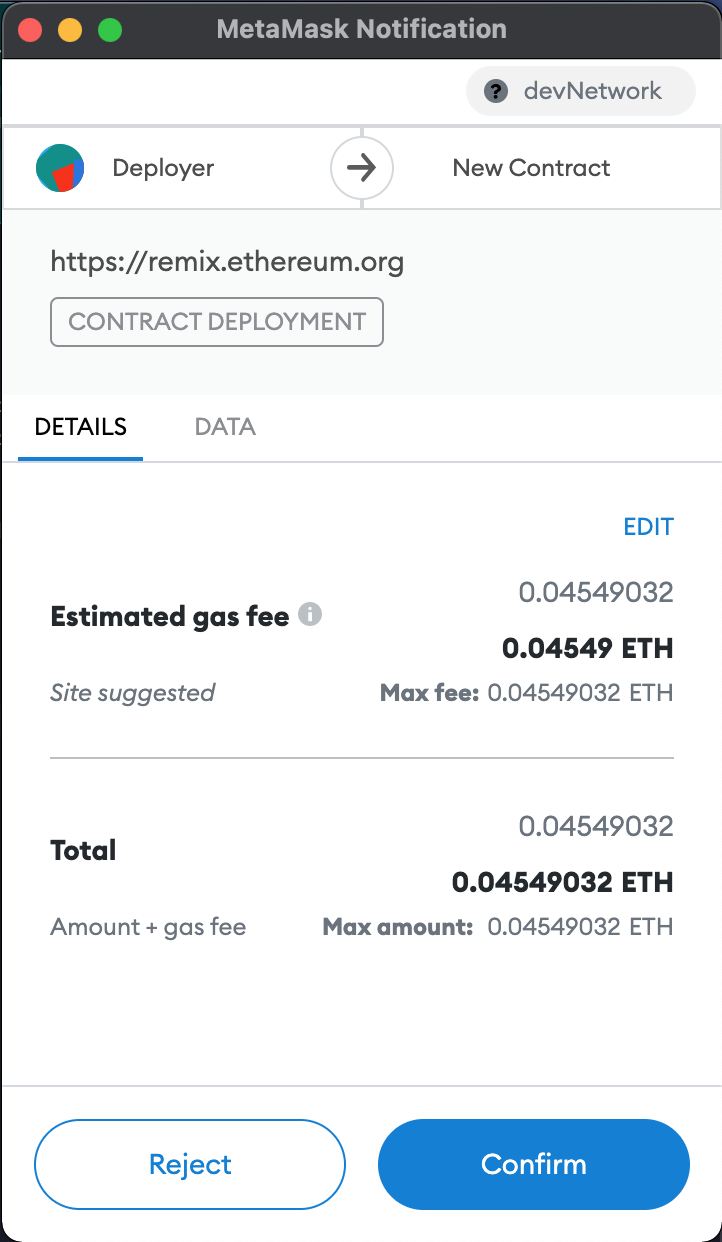 MetaMask Notification
? devNetwork
Deployer
New Contract
https://remix.ethereum.org
CONTRACT DEPLOYMENT
DETAILS DATA
EDIT
0.04549032
Estimated gas fee i
0.04549 ETH
Site suggested Max fee: 0.04549032 ETH
0.04549032
Total
0.04549032 ETH
Amount + gas fee Max amount: 0.04549032 ETH
Reject Confirm